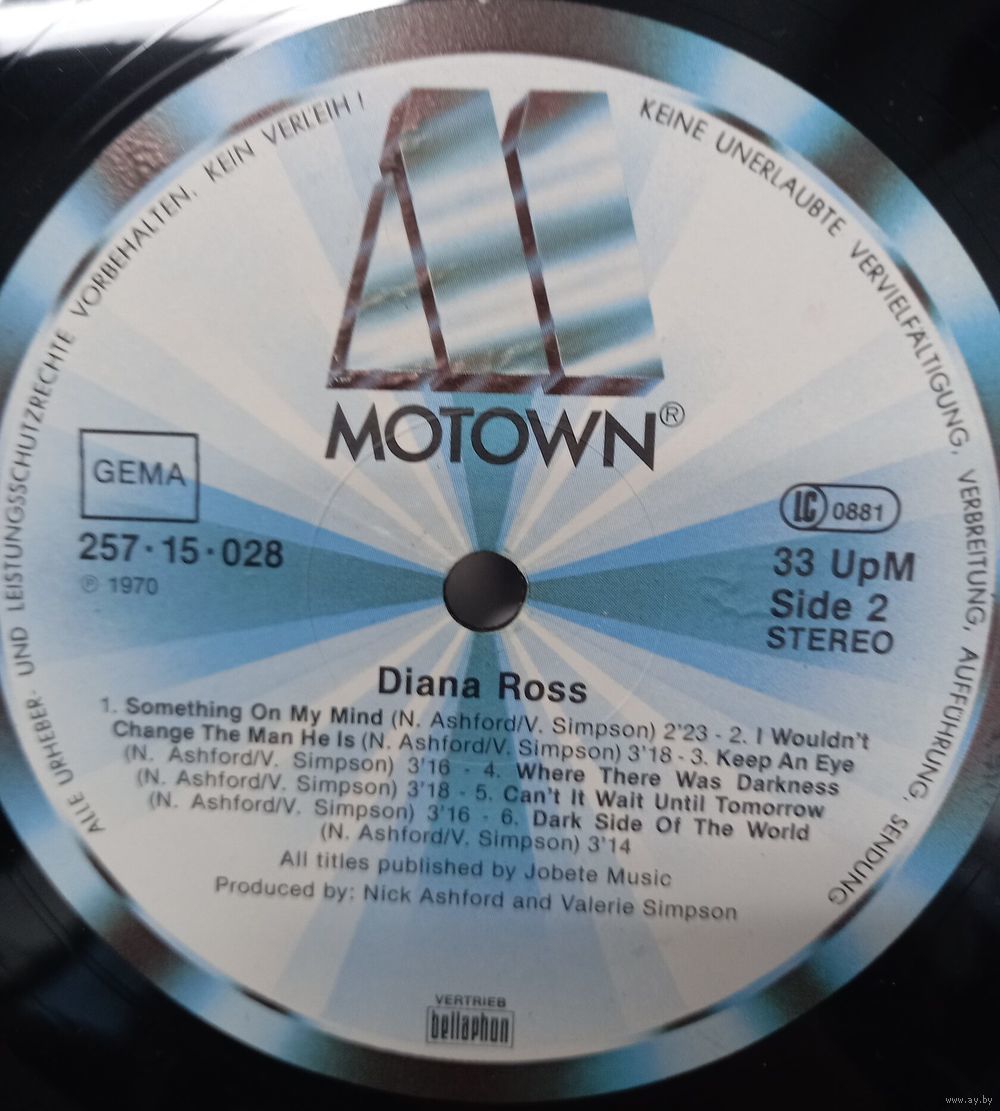 ALLE URHEBER- UND LEISTUNGSSCHUTZRECHTE VORBEHALTEN. KEIN VERLEIH !
KEINE UNERLAUBTE VERVIELFÄLTIGUNG, VERBREITUNG, AUFFÜHRUNG, SENDUNG
MOTOWN®
GEMA
257·15·028
℗ 1970
LC 0881
33 UpM
Side 2
STEREO
Diana Ross
1. Something On My Mind (N. Ashford/V. Simpson) 2'23 - 2. I Wouldn't
Change The Man He Is (N. Ashford/V. Simpson) 3'18 - 3. Keep An Eye
(N. Ashford/V. Simpson) 3'16 - 4. Where There Was Darkness
(N. Ashford/V. Simpson) 3'18 - 5. Can't It Wait Until Tomorrow
(N. Ashford/V. Simpson) 3'16 - 6. Dark Side Of The World
(N. Ashford/V. Simpson) 3'14
All titles published by Jobete Music
Produced by: Nick Ashford and Valerie Simpson
VERTRIEB
bellaphon
www.ay.by